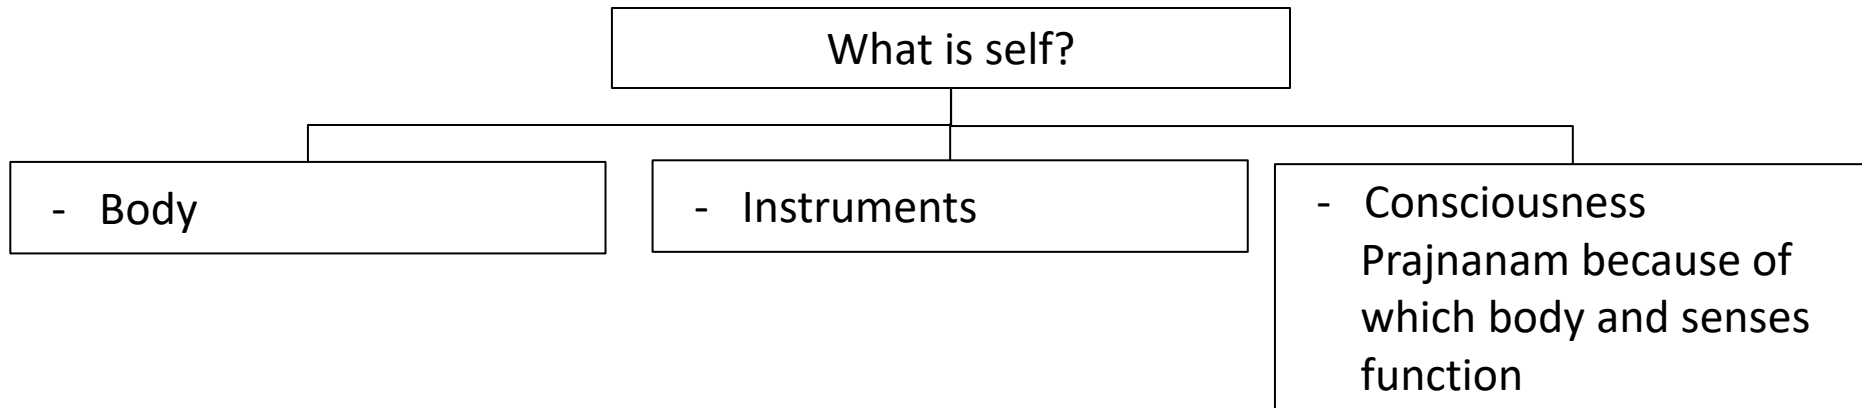 What is self?
- Body
- Instruments
- Consciousness
Prajnanam because of
which body and senses
function